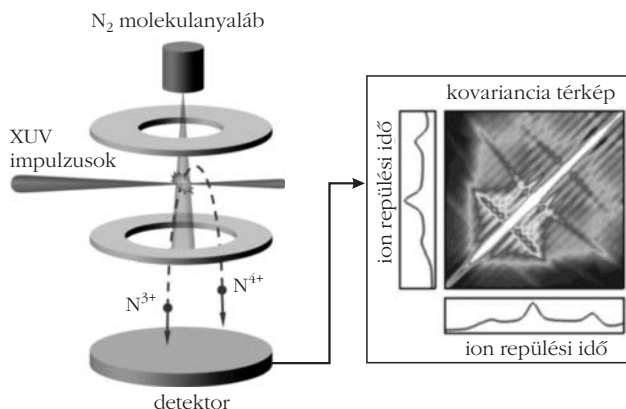 N₂ molekulanyaláb
XUV
impulzusok
N³⁺
N⁴⁺
detektor
kovariancia térkép
ion repülési idő
ion repülési idő